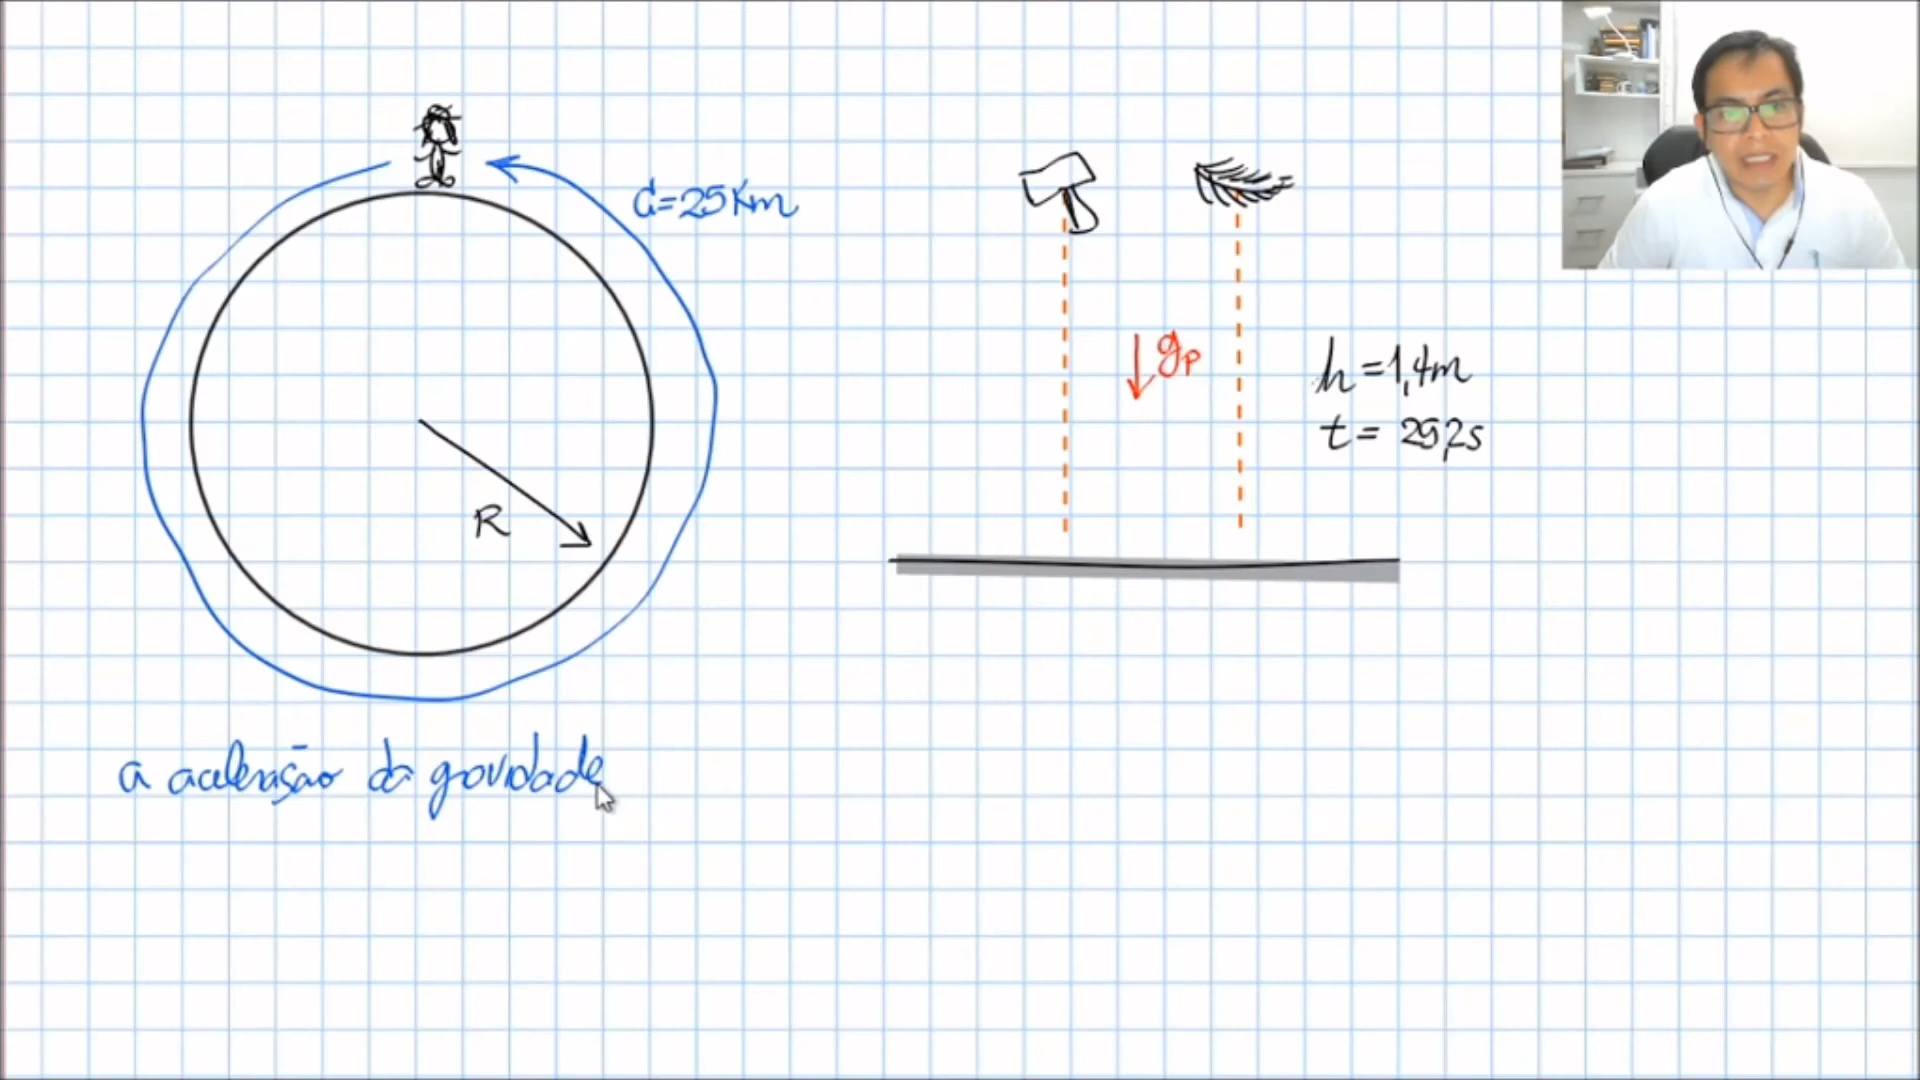 d=25Km
R
gp
h=1,4m
t= 29,2s
a aceleração da gravidade